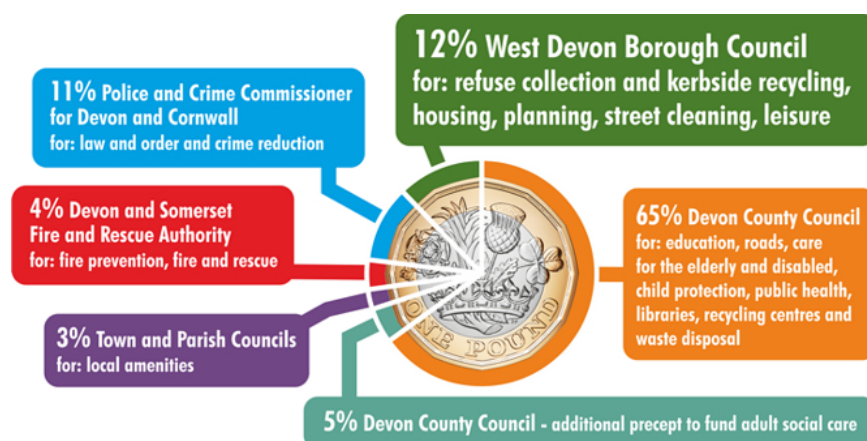 12% West Devon Borough Council
for: refuse collection and kerbside recycling,
housing, planning, street cleaning, leisure
11% Police and Crime Commissioner
for Devon and Cornwall
for: law and order and crime reduction
4% Devon and Somerset
Fire and Rescue Authority
for: fire prevention, fire and rescue
65% Devon County Council
for: education, roads, care
for the elderly and disabled,
child protection, public health,
libraries, recycling centres and
waste disposal
3% Town and Parish Councils
for: local amenities
ONE POUND
5% Devon County Council - additional precept to fund adult social care